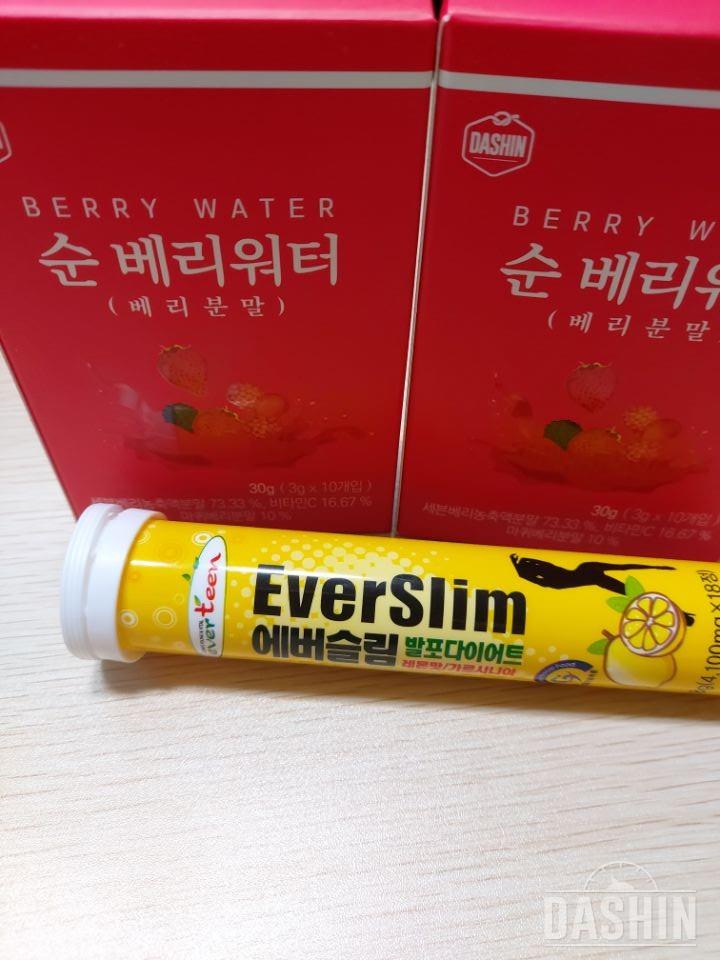 DASHIN
BERRY WATER
순 베리워터
(베리분말)
30g (3g x 10개입)
세븐베리농축액분말 73.33 %, 비타민C 16.67 %
마퀴베리분말 10 %
BERRY W
순 베리워
(베리분말
30g (3g x 10개입)
세븐베리농축액분말 73.33 %, 비타민C 16.67 %
마퀴베리분말 10 %
everteen
EverSlim
에버슬림 발포다이어트
레몬맛/가르시니아
100mg x 18정)
DASHIN